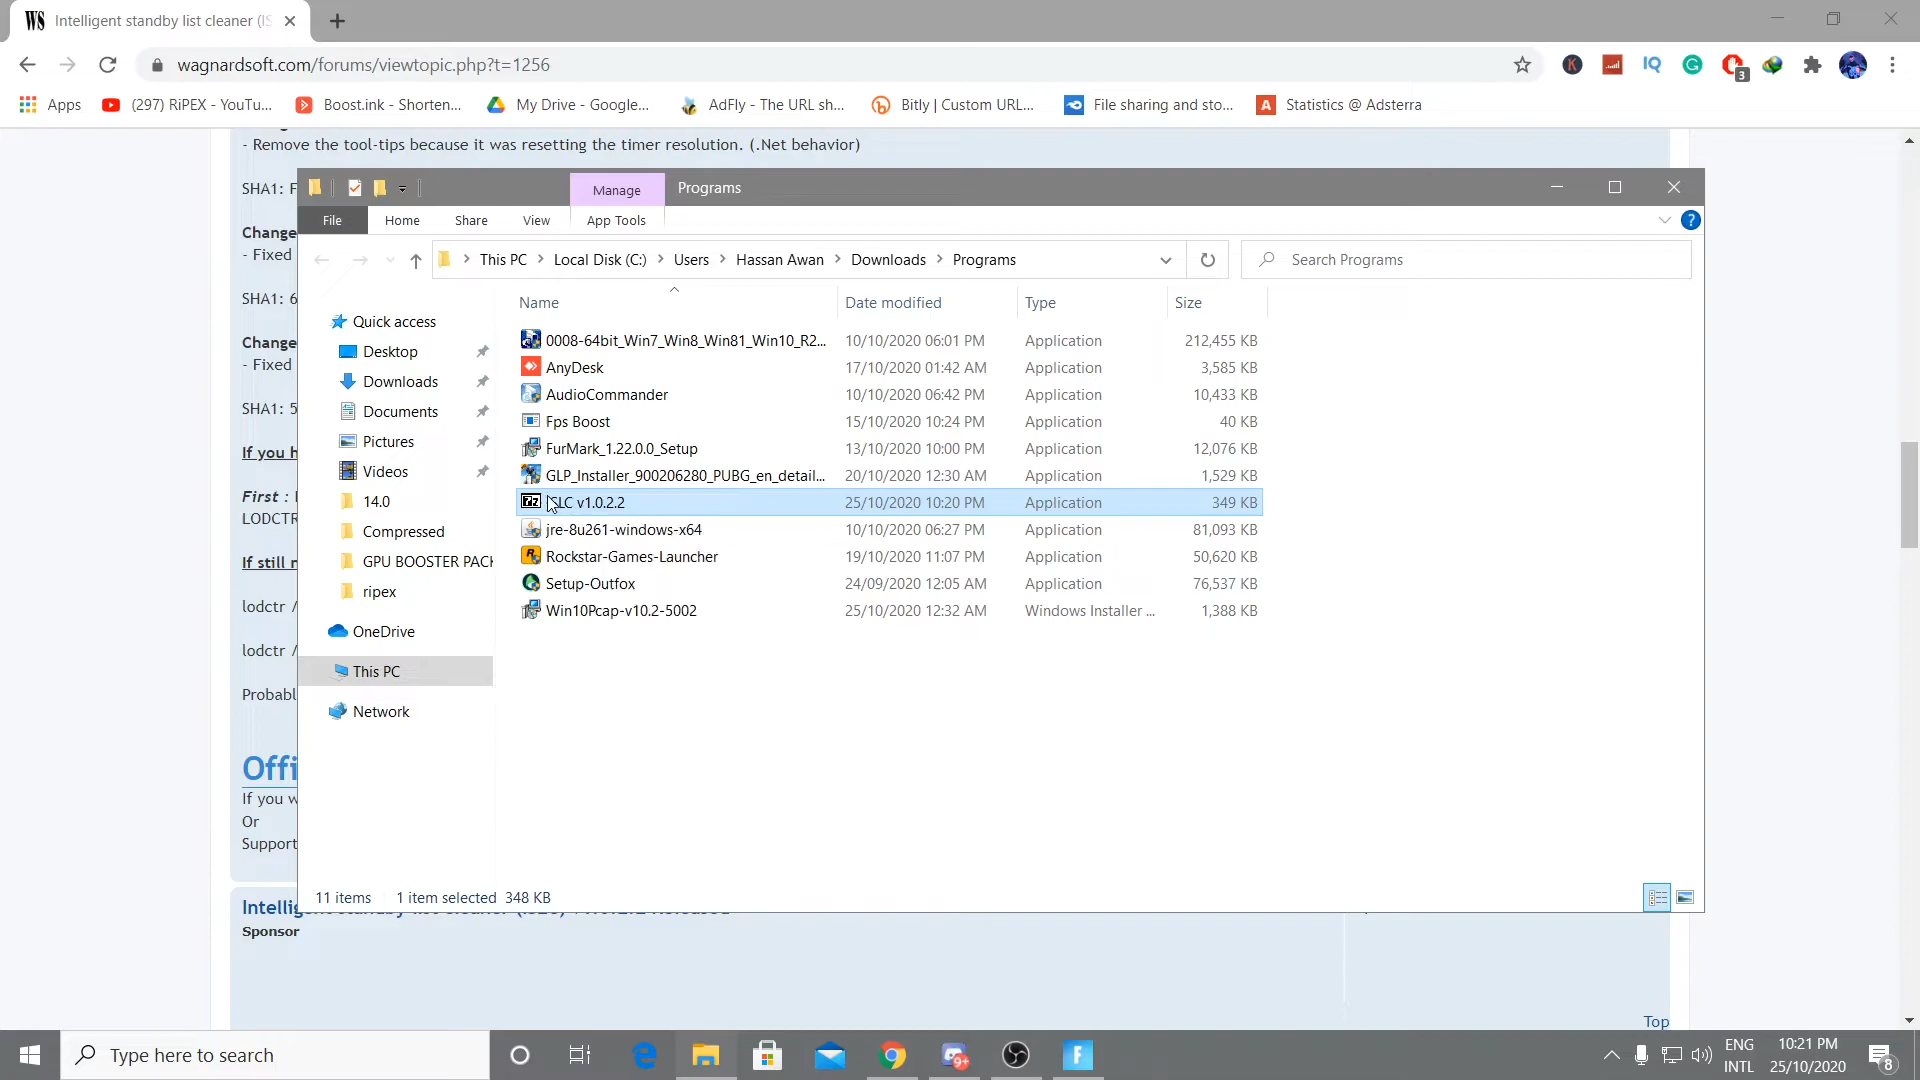 Intelligent standby list cleaner (IS
wagnardsoft.com/forums/viewtopic.php?t=1256
3
Apps
(297) RiPEX - YouTu...
Boost.ink - Shorten...
My Drive - Google...
AdFly - The URL sh...
Bitly | Custom URL...
File sharing and sto...
Statistics @ Adsterra
- Remove the tool-tips because it was resetting the timer resolution. (.Net behavior)
SHA1: F
Change
- Fixed
SHA1: 6
Change
- Fixed
SHA1: 5
If you h
First :
LODCTR
If still n
lodctr /
lodctr /
Probabl
Offi
If you w
Or
Support
Manage
Programs
File
Home
Share
View
App Tools
This PC > Local Disk (C:) > Users > Hassan Awan > Downloads > Programs
Search Programs
Name Date modified Type Size
0008-64bit_Win7_Win8_Win81_Win10_R2... 10/10/2020 06:01 PM Application 212,455 KB
AnyDesk 17/10/2020 01:42 AM Application 3,585 KB
AudioCommander 10/10/2020 06:42 PM Application 10,433 KB
Fps Boost 15/10/2020 10:24 PM Application 40 KB
FurMark_1.22.0.0_Setup 13/10/2020 10:00 PM Application 12,076 KB
GLP_Installer_900206280_PUBG_en_detail... 20/10/2020 12:30 AM Application 1,529 KB
v1.0.2.2 25/10/2020 10:20 PM Application 349 KB
jre-8u261-windows-x64 10/10/2020 06:27 PM Application 81,093 KB
Rockstar-Games-Launcher 19/10/2020 11:07 PM Application 50,620 KB
Setup-Outfox 24/09/2020 12:05 AM Application 76,537 KB
Win10Pcap-v10.2-5002 25/10/2020 12:32 AM Windows Installer ... 1,388 KB
Quick access
Desktop
Downloads
Documents
Pictures
Videos
14.0
Compressed
GPU BOOSTER PACK
ripex
OneDrive
This PC
Network
11 items 1 item selected 348 KB
Sponsor
Top
Type here to search
ENG
INTL
10:21 PM
25/10/2020
8